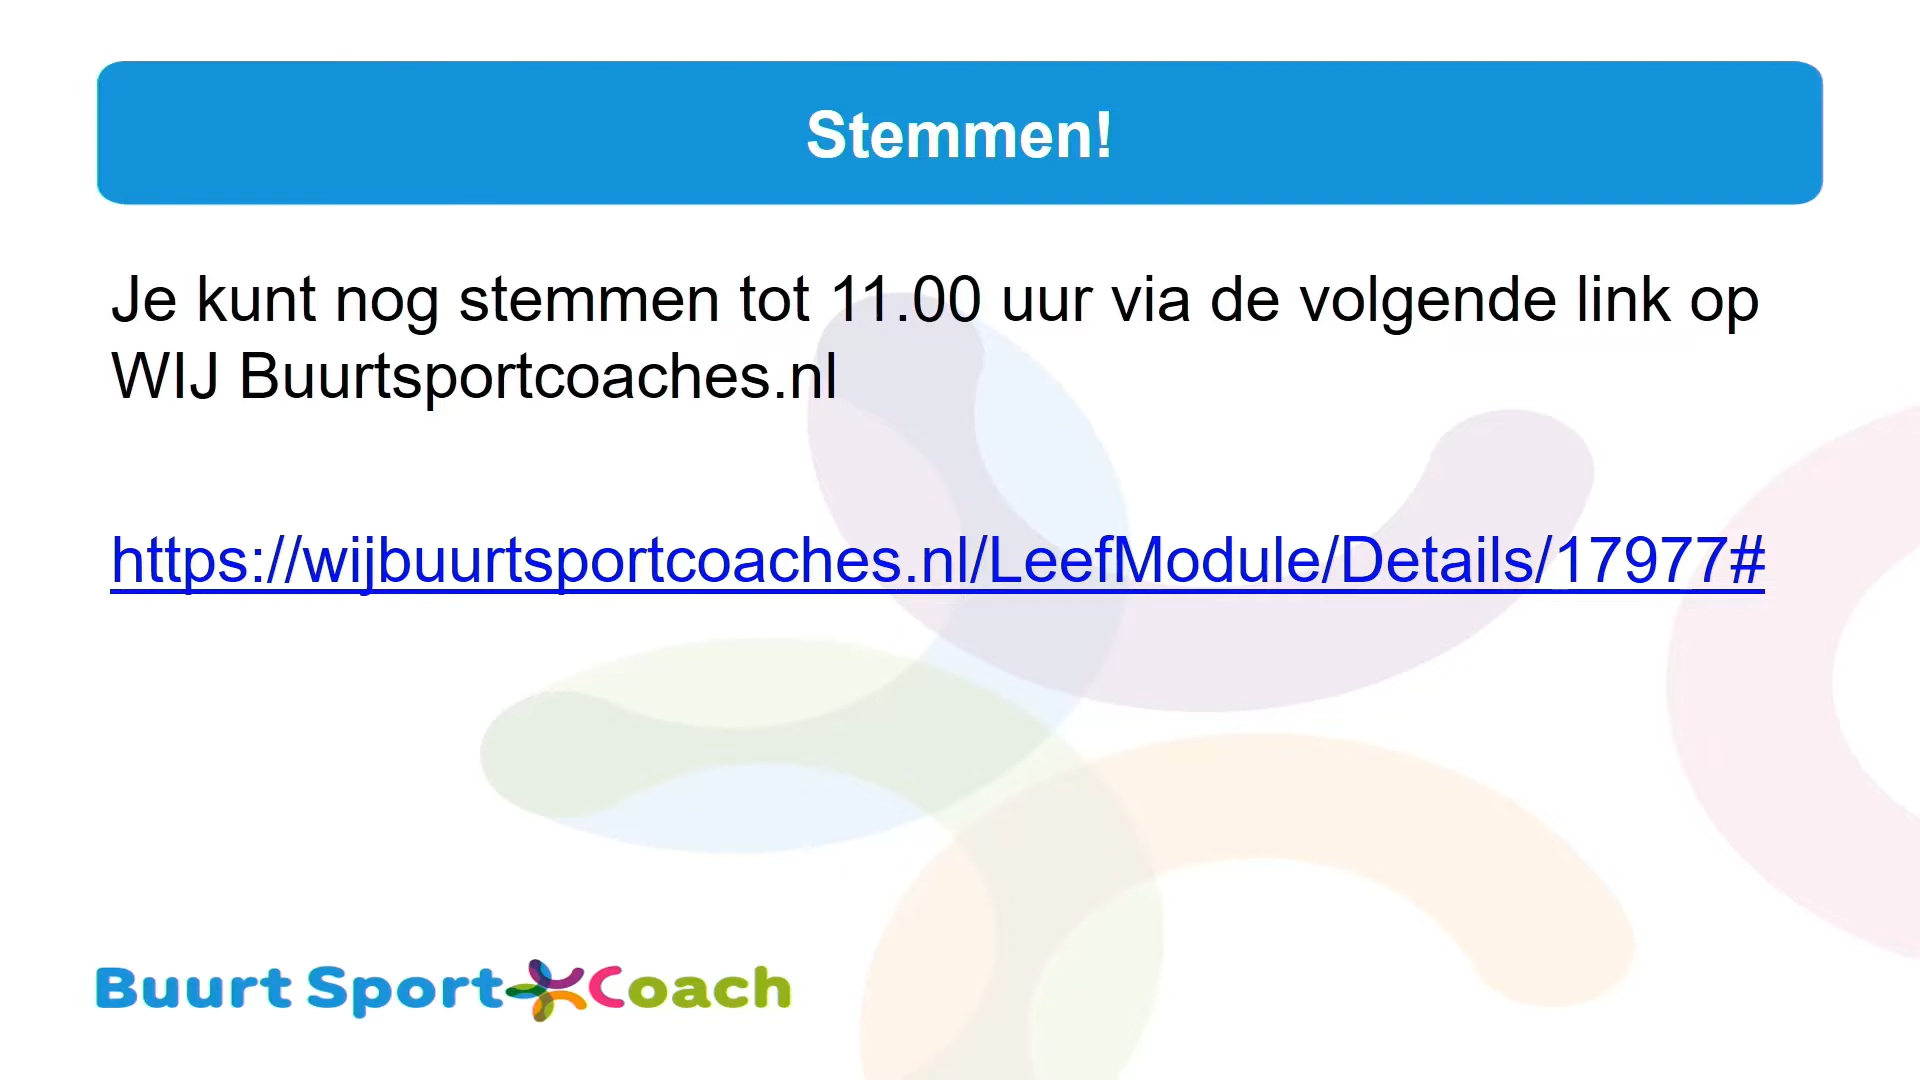 Stemmen!
Je kunt nog stemmen tot 11.00 uur via de volgende link op
WIJ Buurtsportcoaches.nl
https://wijbuurtsportcoaches.nl/LeefModule/Details/17977#
Buurt Sport Coach